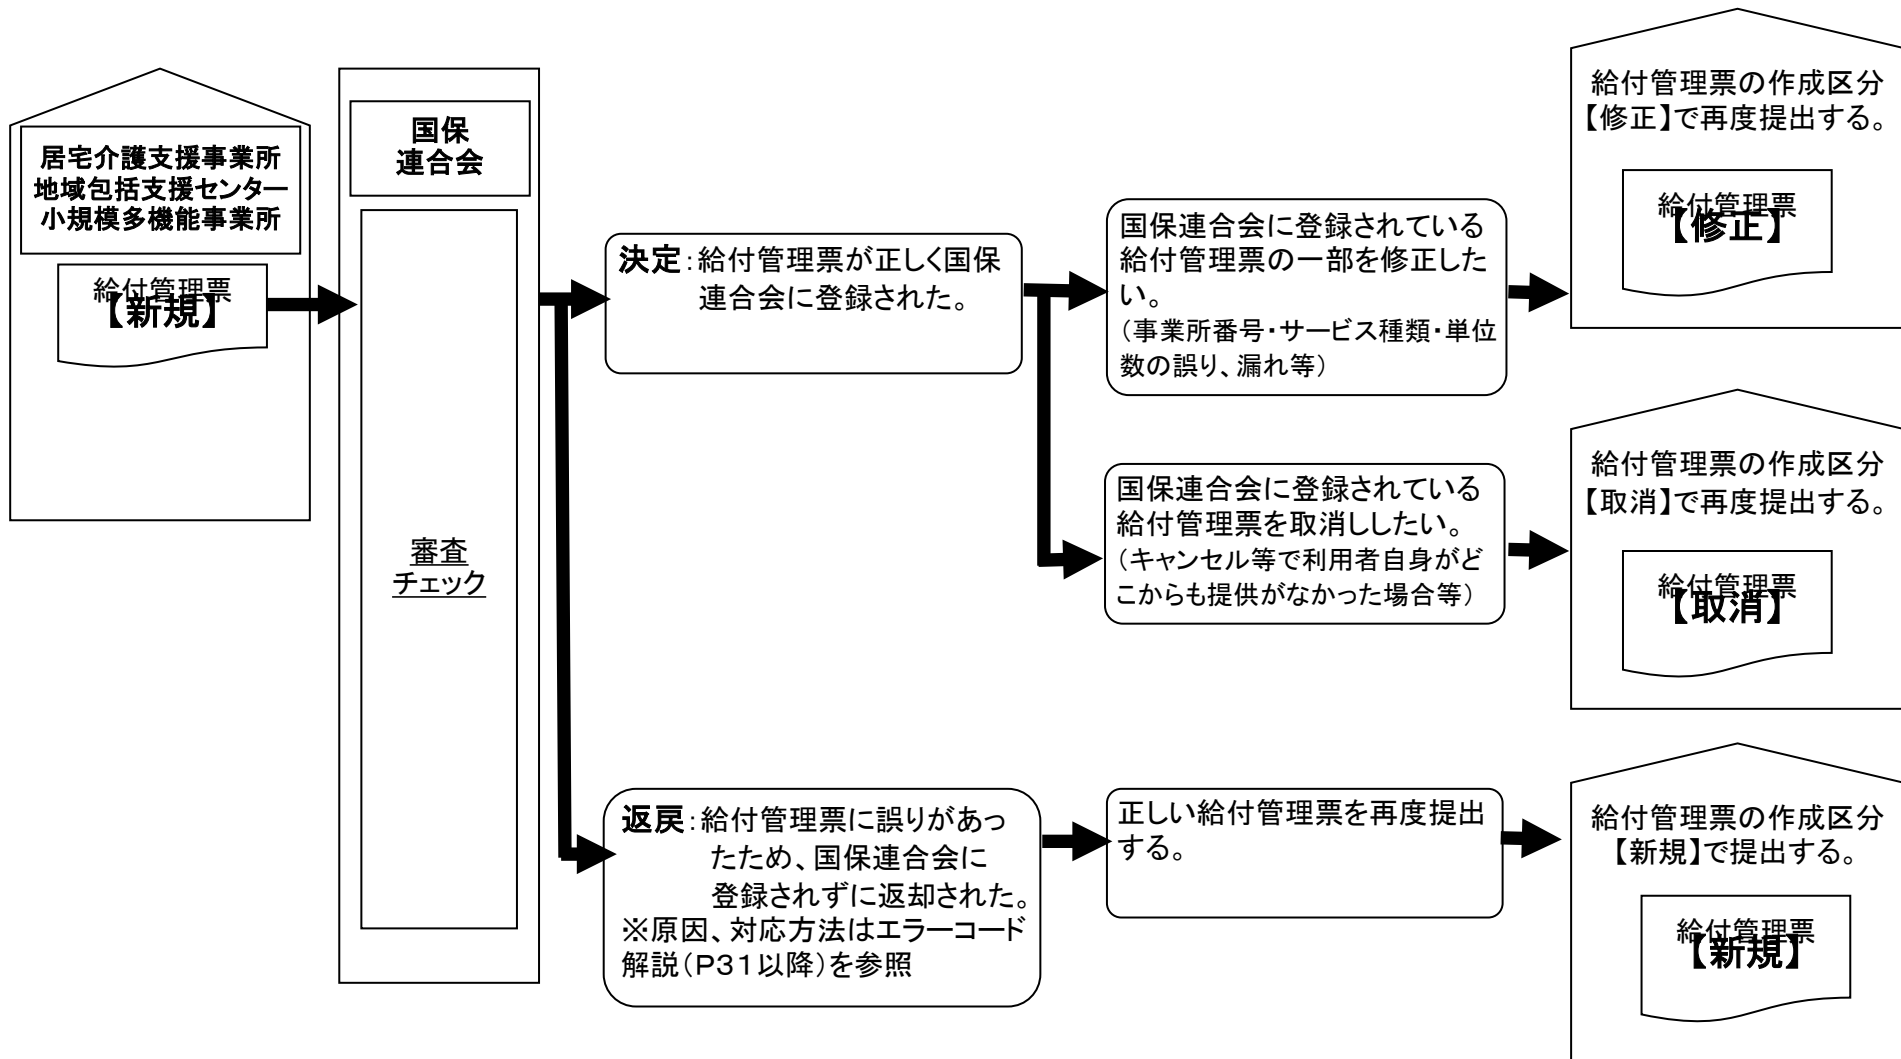 居宅介護支援事業所
地域包括支援センター
小規模多機能事業所
給付管理票
【新規】
国保
連合会
審査
チェック
決定:給付管理票が正しく国保
連合会に登録された。
国保連合会に登録されている
給付管理票の一部を修正した
い。
(事業所番号・サービス種類・単位
数の誤り、漏れ等)
給付管理票の作成区分
【修正】で再度提出する。
給付管理票
【修正】
国保連合会に登録されている
給付管理票を取消ししたい。
(キャンセル等で利用者自身がど
こからも提供がなかった場合等)
給付管理票の作成区分
【取消】で再度提出する。
給付管理票
【取消】
返戻:給付管理票に誤りがあっ
たため、国保連合会に
登録されずに返却された。
※原因、対応方法はエラーコード
解説(P31以降)を参照
正しい給付管理票を再度提出
する。
給付管理票の作成区分
【新規】で提出する。
給付管理票
【新規】